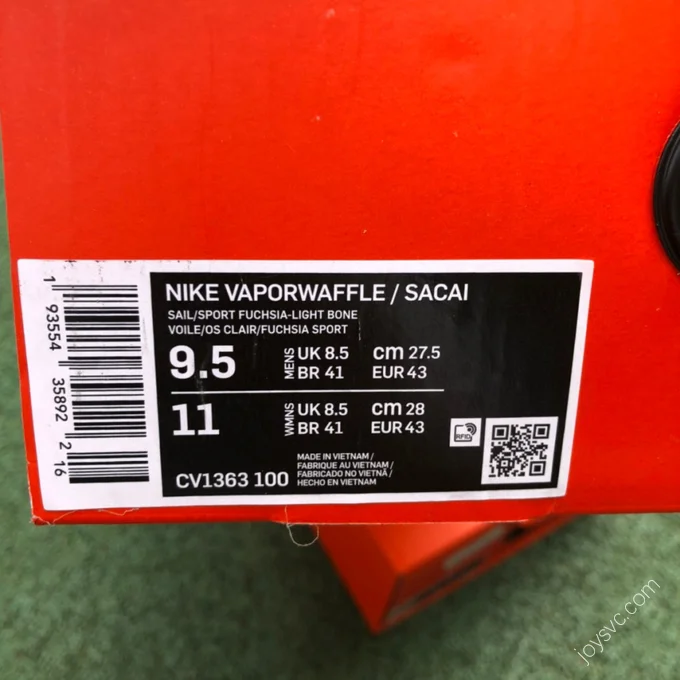 NIKE VAPORWAFFLE / SACAI
SAIL/SPORT FUCHSIA-LIGHT BONE
VOILE/OS CLAIR/FUCHSIA SPORT
9.5 MENS UK 8.5 cm 27.5
BR 41 EUR 43
11 WMNS UK 8.5 cm 28
BR 41 EUR 43
RFID
CV1363 100
MADE IN VIETNAM /
FABRIQUE AU VIETNAM /
FABRICADO NO VIETNÃ /
HECHO EN VIETNAM
1 93554 35892 2 16
joysvc.com